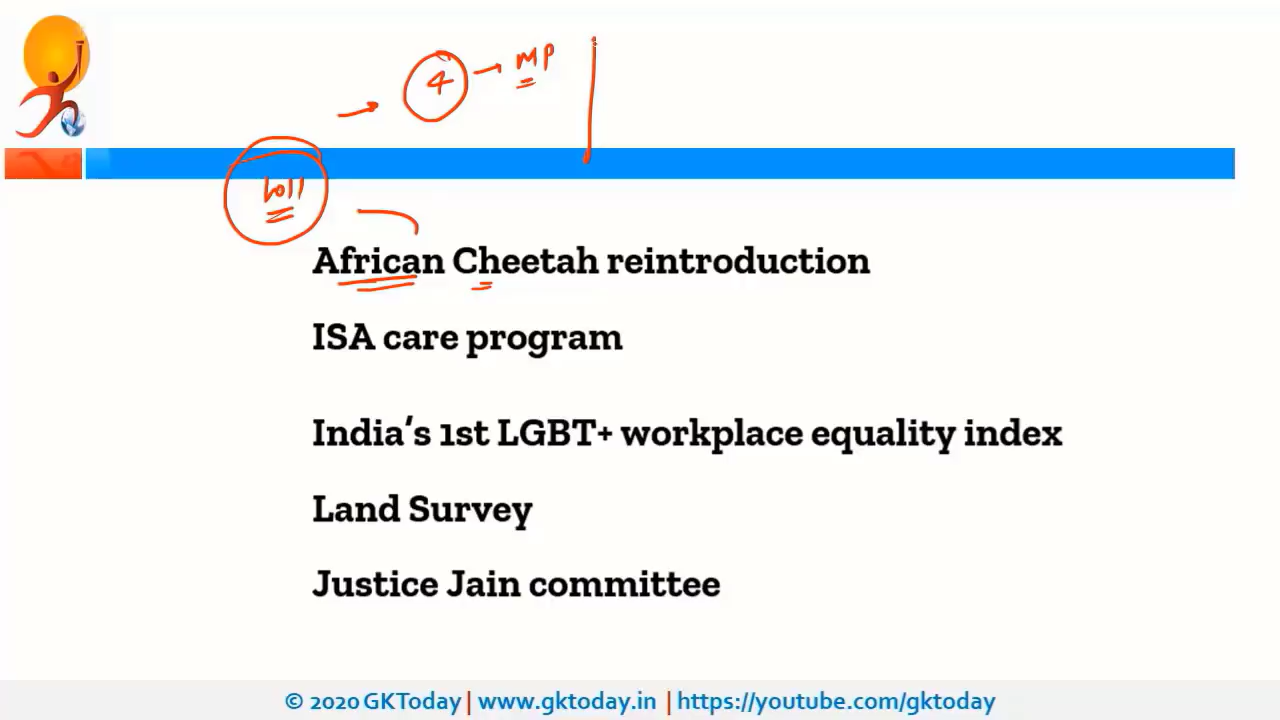 4 → MP
African Cheetah reintroduction
ISA care program
India's 1st LGBT+ workplace equality index
Land Survey
Justice Jain committee
© 2020 GKToday | www.gktoday.in | https://youtube.com/gktoday